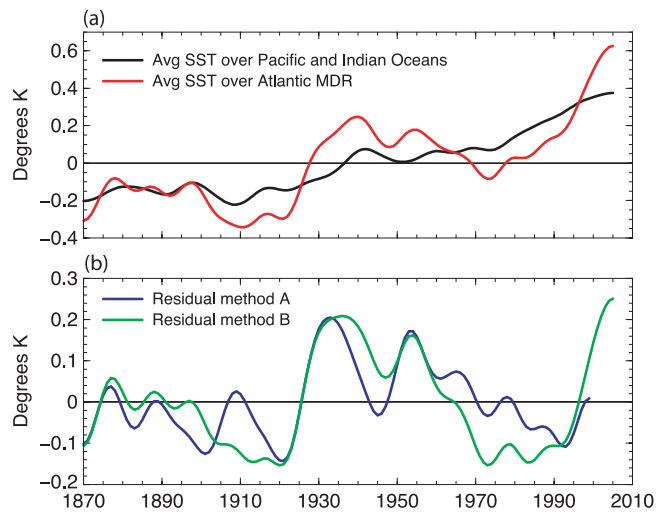 (a)
Degrees K
0.6
0.4
0.2
0
−0.2
−0.4
Avg SST over Pacific and Indian Oceans
Avg SST over Atlantic MDR
(b)
Degrees K
0.3
0.2
0.1
0
−0.1
−0.2
Residual method A
Residual method B
1870 1890 1910 1930 1950 1970 1990 2010